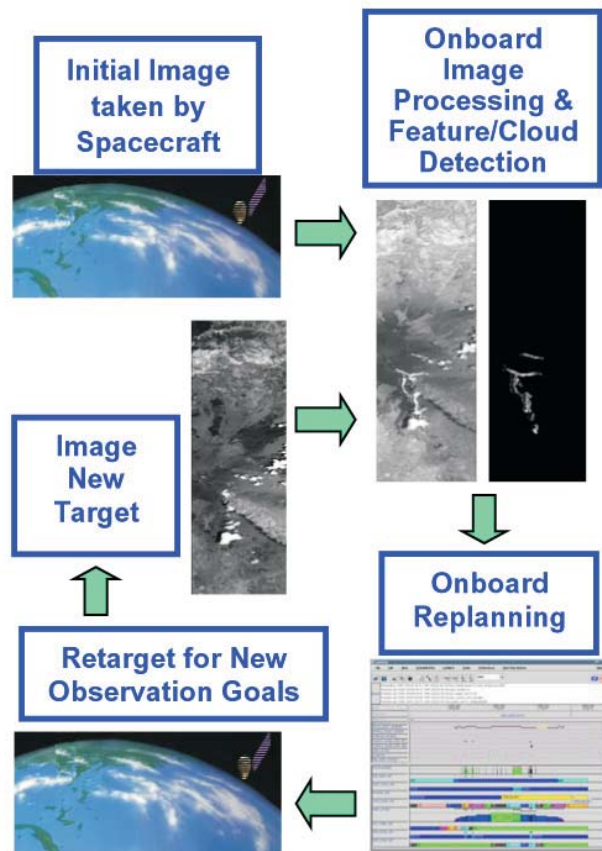 Initial Image
taken by
Spacecraft
Onboard
Image
Processing &
Feature/Cloud
Detection
Image
New
Target
Onboard
Replanning
Retarget for New
Observation Goals